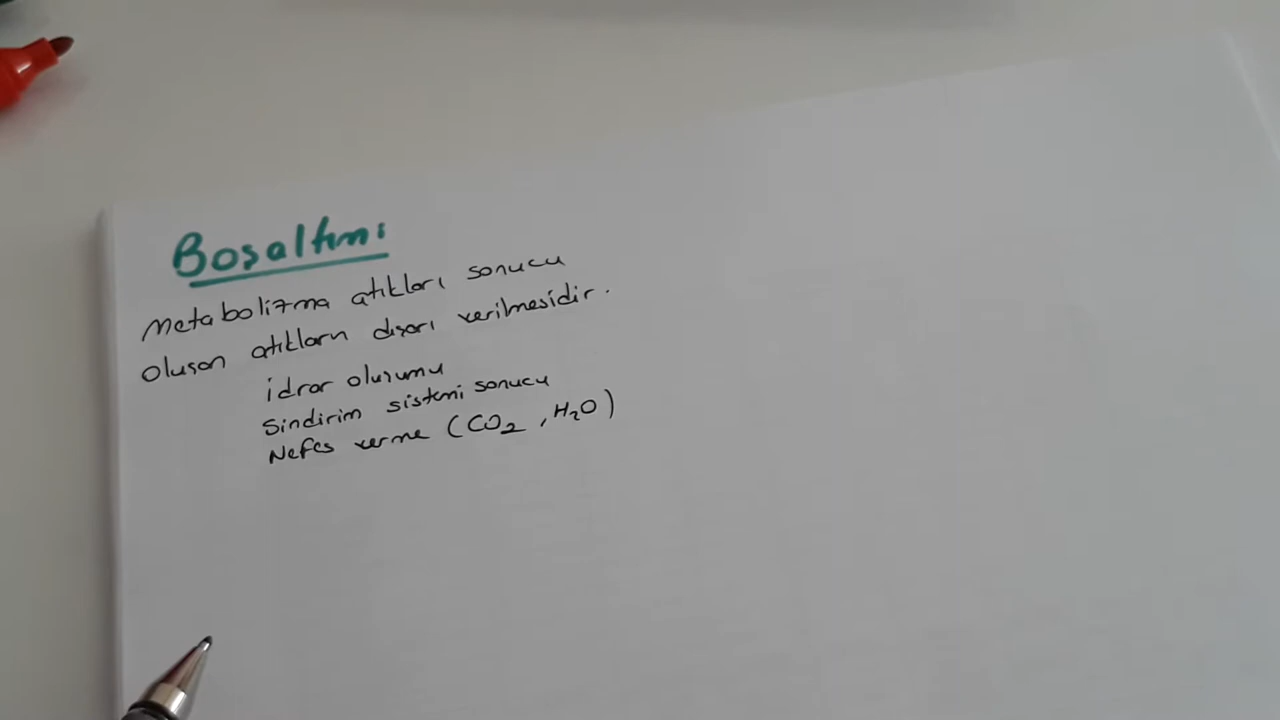 Boşaltım:
Metabolizma atıkları sonucu
oluşan atıkların dışarı verilmesidir.
idrar oluşumu
Sindirim sistemi sonucu
Nefes verme (CO₂, H₂O)